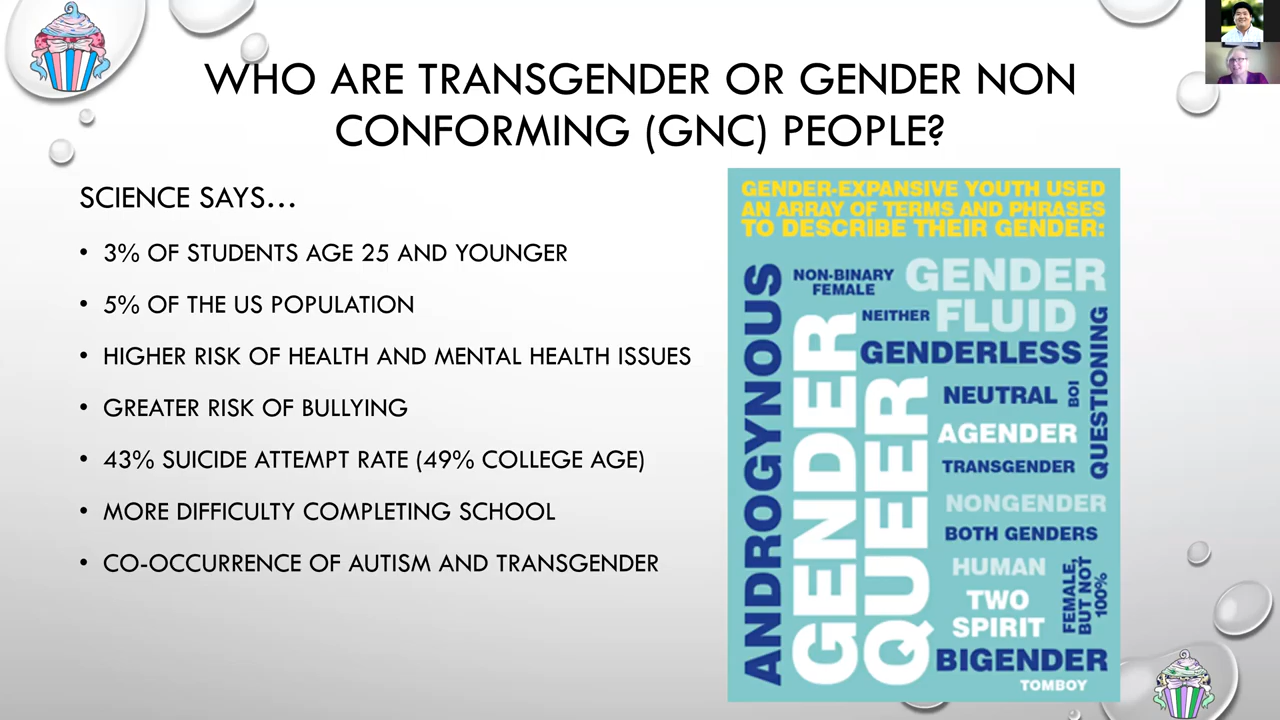 WHO ARE TRANSGENDER OR GENDER NON
CONFORMING (GNC) PEOPLE?
SCIENCE SAYS...
• 3% OF STUDENTS AGE 25 AND YOUNGER
• 5% OF THE US POPULATION
• HIGHER RISK OF HEALTH AND MENTAL HEALTH ISSUES
• GREATER RISK OF BULLYING
• 43% SUICIDE ATTEMPT RATE (49% COLLEGE AGE)
• MORE DIFFICULTY COMPLETING SCHOOL
• CO-OCCURRENCE OF AUTISM AND TRANSGENDER
GENDER-EXPANSIVE YOUTH USED
AN ARRAY OF TERMS AND PHRASES
TO DESCRIBE THEIR GENDER:
ANDROGYNOUS
NON-BINARY
FEMALE
GENDER
FLUID
NEITHER
GENDER
QUEER
GENDERLESS
QUESTIONING
NEUTRAL
BOI
AGENDER
TRANSGENDER
NONGENDER
BOTH GENDERS
HUMAN
FEMALE,
BUT NOT
100%
TWO
SPIRIT
BIGENDER
TOMBOY